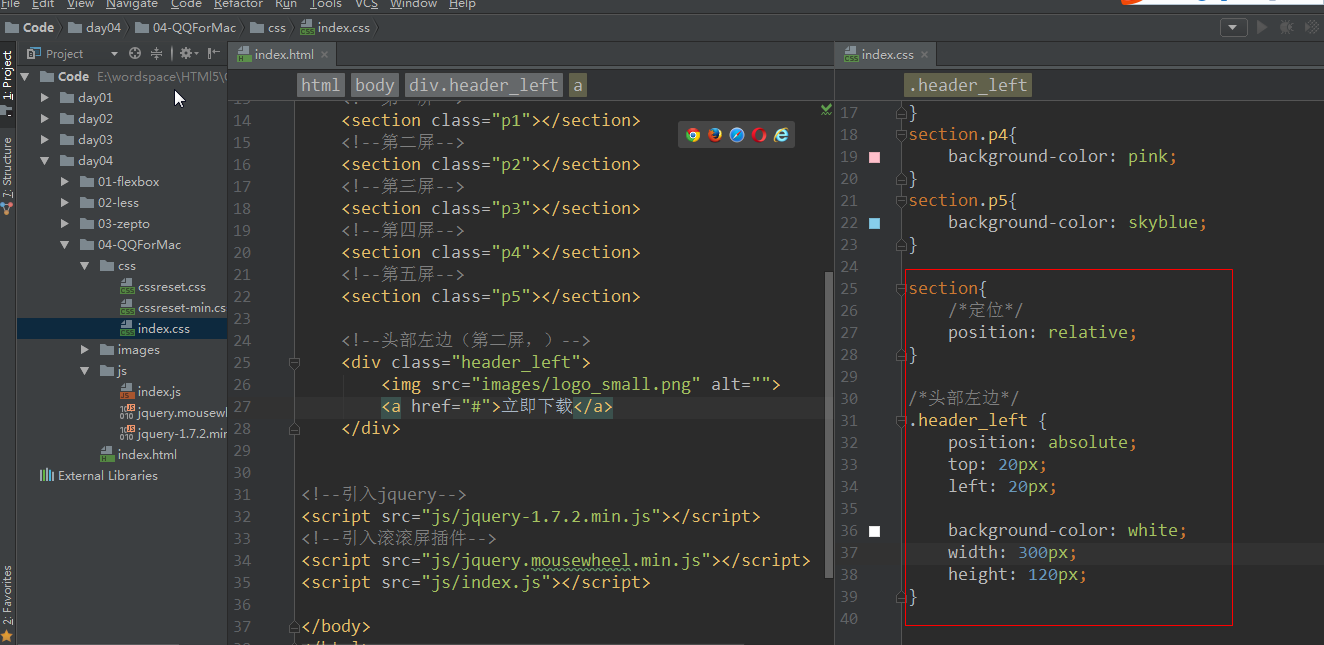 File Edit View Navigate Code Refactor Run Tools VCS Window Help
Code day04 04-QQForMac css index.css
1: Project
7: Structure
2: Favorites
Project
Code E:\wordspace\HTMl5\
day01
day02
day03
day04
01-flexbox
02-less
03-zepto
04-QQForMac
css
cssreset.css
cssreset-min.cs
index.css
images
js
index.js
jquery.mousewl
jquery-1.7.2.mir
index.html
External Libraries
index.html
html body div.header_left a
14 <section class="p1"></section>
15 <!--第二屏-->
16 <section class="p2"></section>
17 <!--第三屏-->
18 <section class="p3"></section>
19 <!--第四屏-->
20 <section class="p4"></section>
21 <!--第五屏-->
22 <section class="p5"></section>
23
24 <!--头部左边（第二屏，）-->
25 <div class="header_left">
26 <img src="images/logo_small.png" alt="">
27 <a href="#">立即下载</a>
28 </div>
29
30
31 <!--引入jquery-->
32 <script src="js/jquery-1.7.2.min.js"></script>
33 <!--引入滚滚屏插件-->
34 <script src="js/jquery.mousewheel.min.js"></script>
35 <script src="js/index.js"></script>
36
37 </body>
index.css
.header_left
17 }
18 section.p4{
19 background-color: pink;
20 }
21 section.p5{
22 background-color: skyblue;
23 }
24
25 section{
26 /*定位*/
27 position: relative;
28 }
29
30 /*头部左边*/
31 .header_left {
32 position: absolute;
33 top: 20px;
34 left: 20px;
35
36 background-color: white;
37 width: 300px;
38 height: 120px;
39 }
40